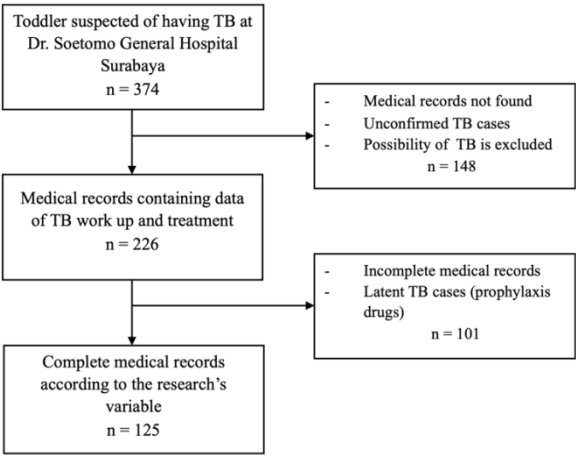 Toddler suspected of having TB at
Dr. Soetomo General Hospital
Surabaya
n = 374
- Medical records not found
- Unconfirmed TB cases
- Possibility of TB is excluded
n = 148
Medical records containing data
of TB work up and treatment
n = 226
- Incomplete medical records
- Latent TB cases (prophylaxis
drugs)
n = 101
Complete medical records
according to the research's
variable
n = 125